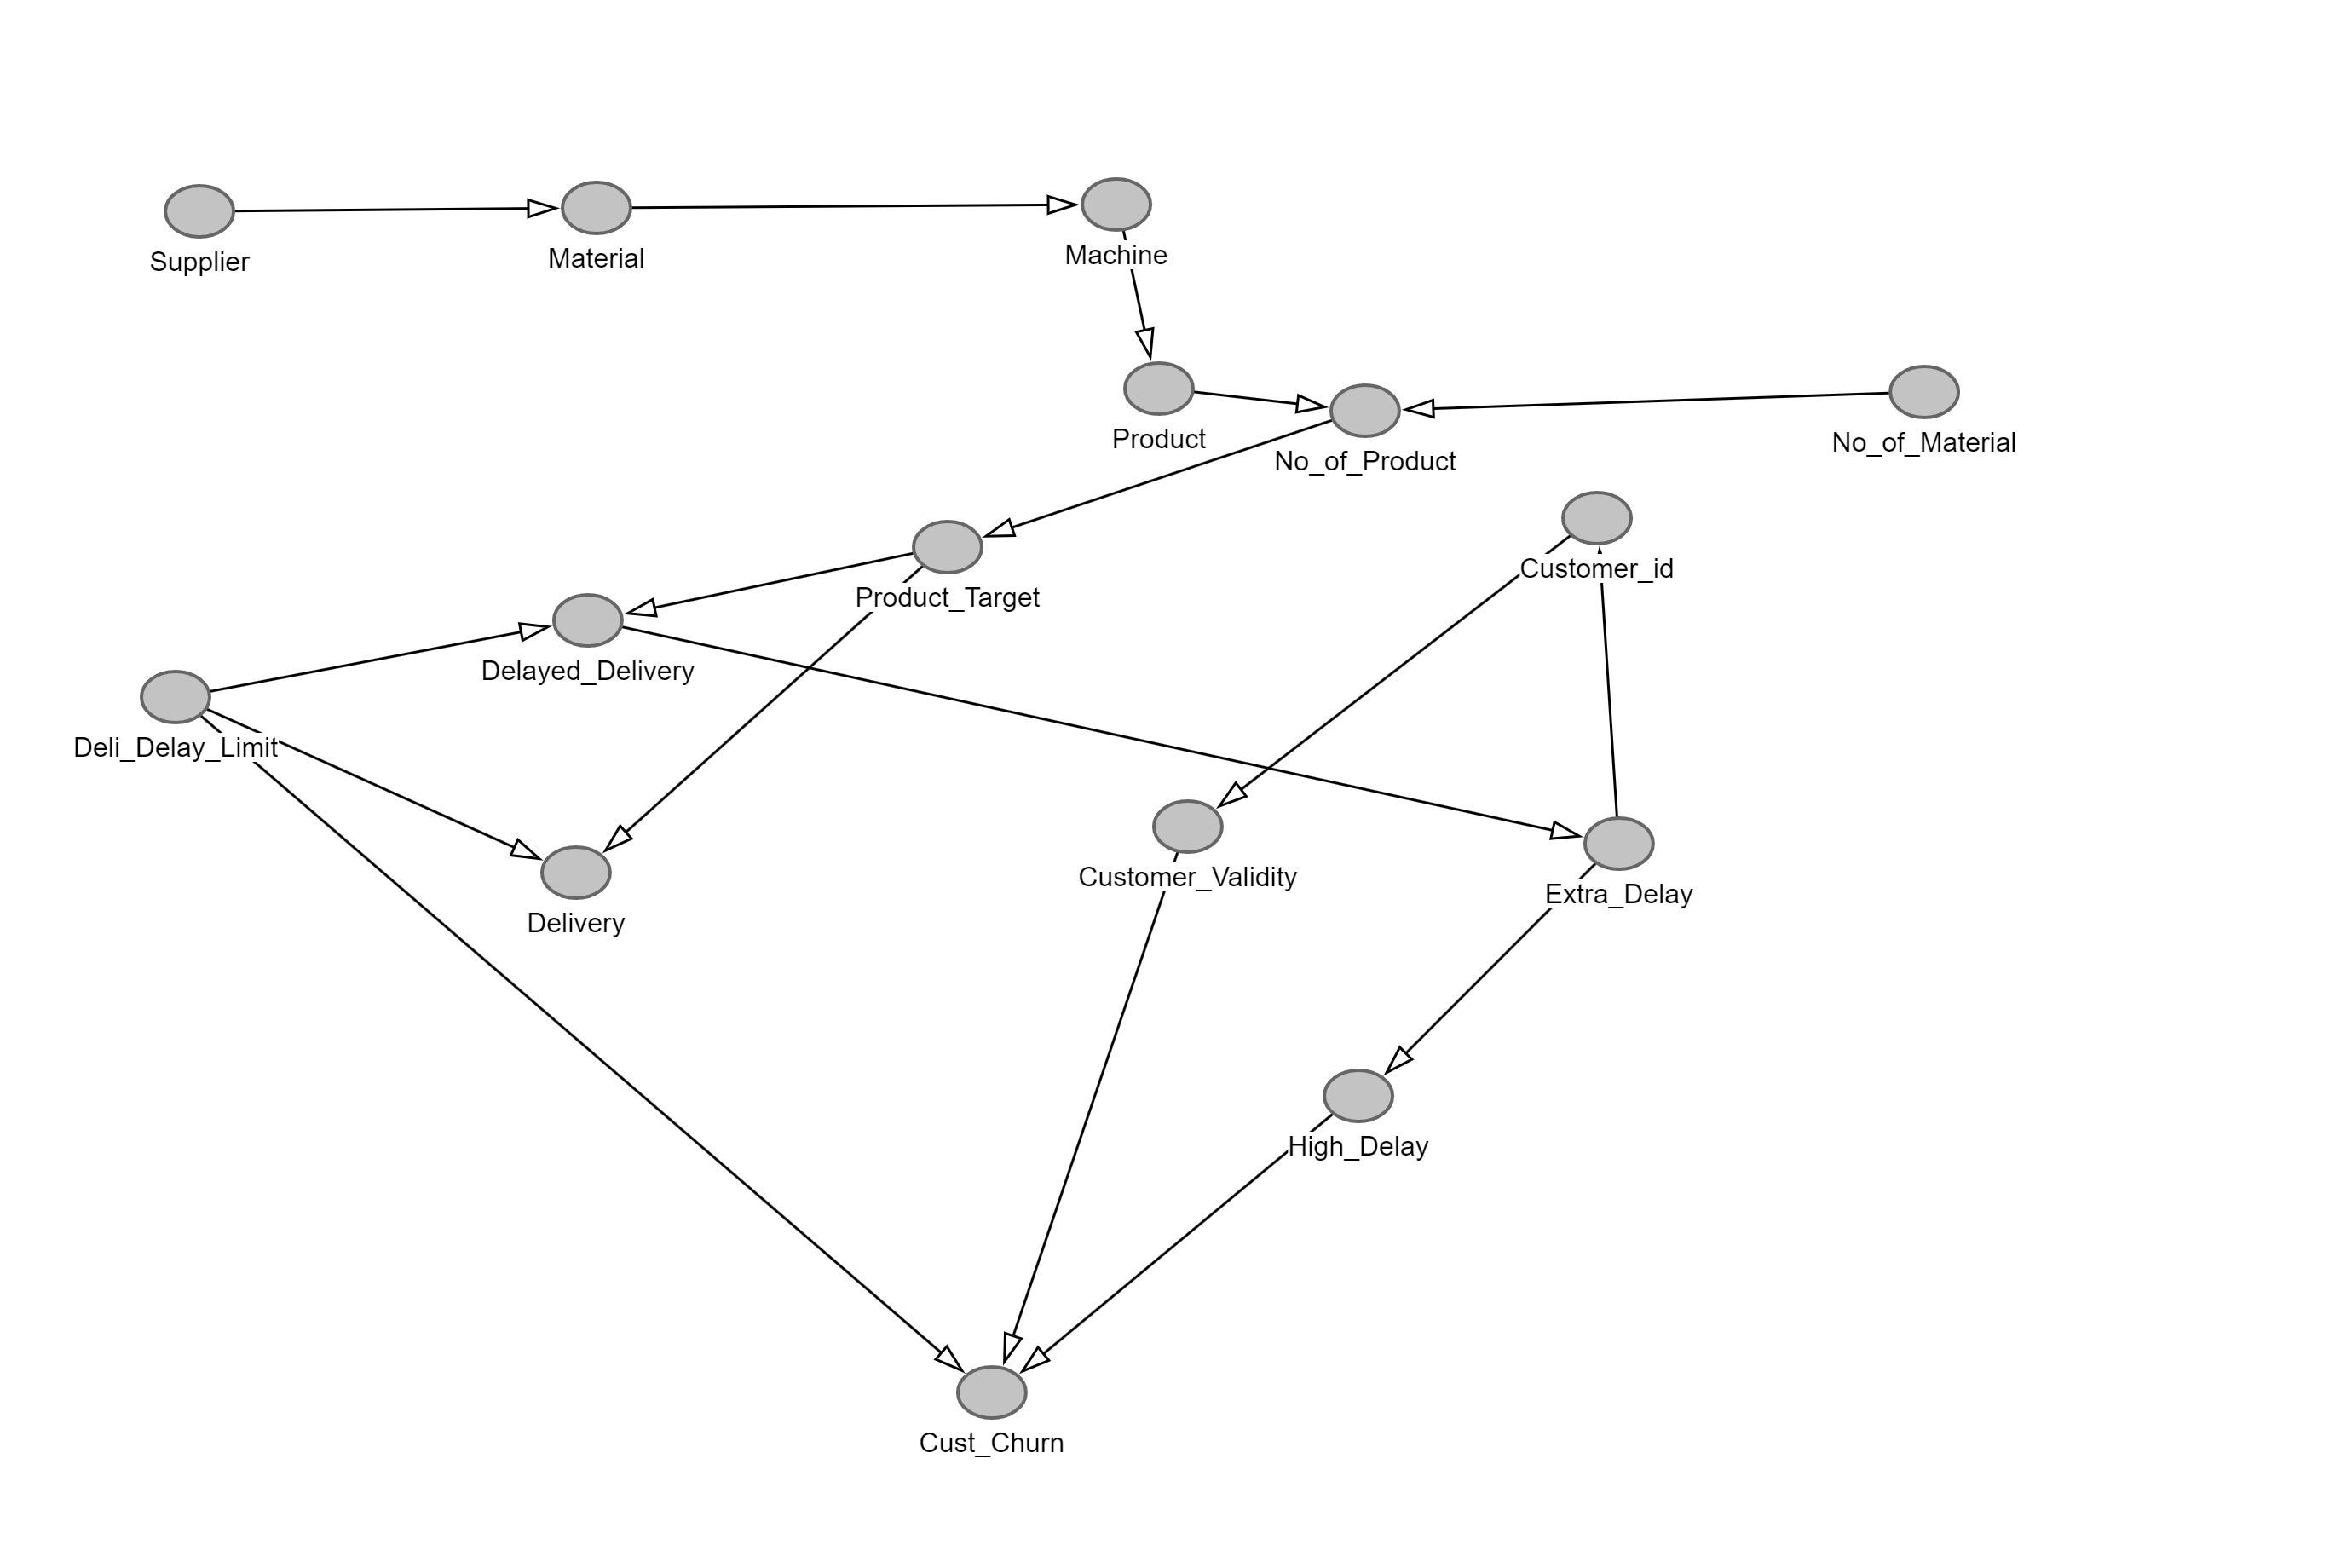 Supplier
Material
Machine
Product
No_of_Product
No_of_Material
Customer_id
Product_Target
Delayed_Delivery
Deli_Delay_Limit
Customer_Validity
Extra_Delay
Delivery
High_Delay
Cust_Churn